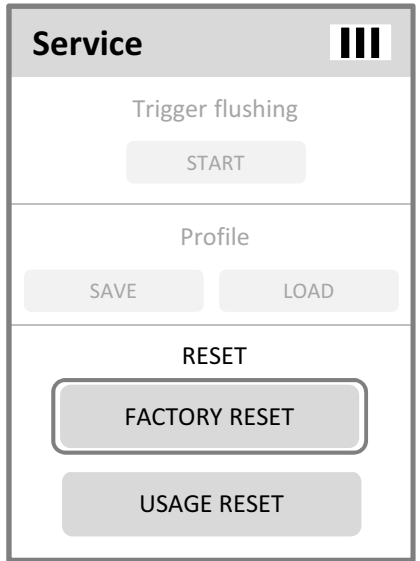 Service
Trigger flushing
START
Profile
SAVE LOAD
RESET
FACTORY RESET
USAGE RESET